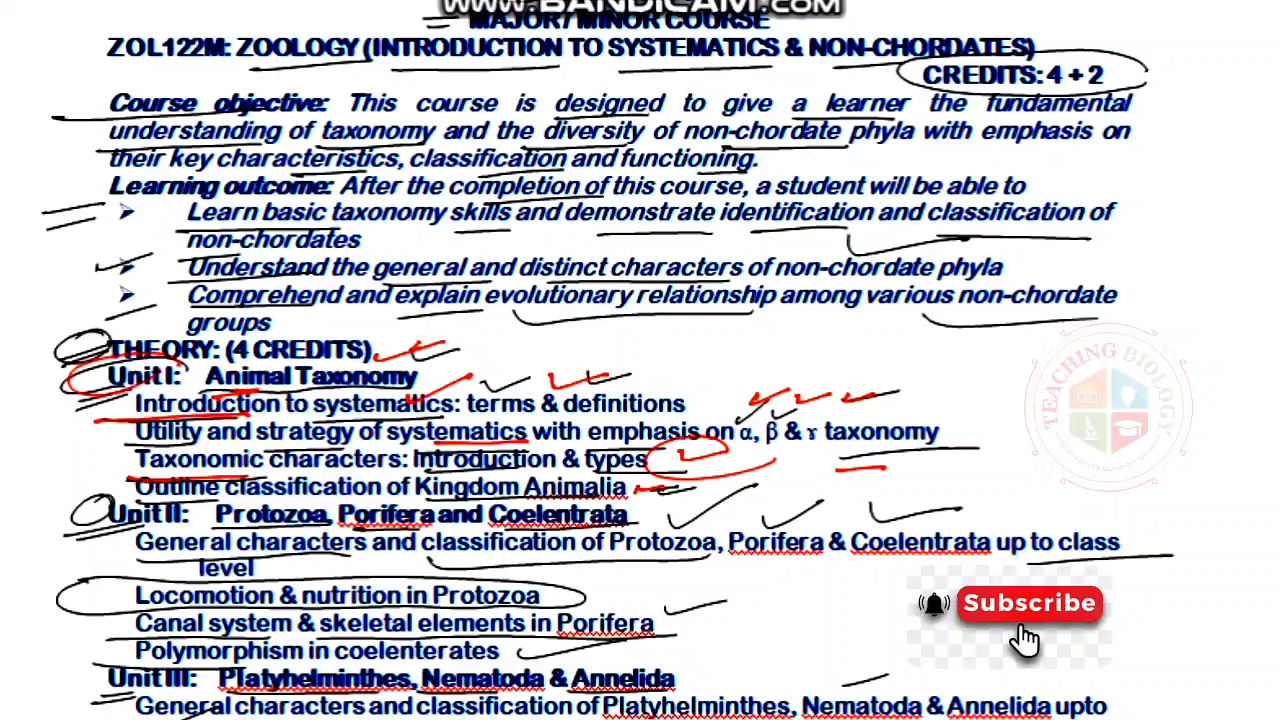 www.BANDICAM.com
MAJOR / MINOR COURSE
ZOL122M: ZOOLOGY (INTRODUCTION TO SYSTEMATICS & NON-CHORDATES)
CREDITS: 4 + 2
Course objective: This course is designed to give a learner the fundamental
understanding of taxonomy and the diversity of non-chordate phyla with emphasis on
their key characteristics, classification and functioning.
Learning outcome: After the completion of this course, a student will be able to
➢ Learn basic taxonomy skills and demonstrate identification and classification of
non-chordates
➢ Understand the general and distinct characters of non-chordate phyla
➢ Comprehend and explain evolutionary relationship among various non-chordate
groups
THEORY: (4 CREDITS)
Unit I: Animal Taxonomy
Introduction to systematics: terms & definitions
Utility and strategy of systematics with emphasis on α, β & ϒ taxonomy
Taxonomic characters: Introduction & types
Outline classification of Kingdom Animalia
Unit II: Protozoa, Porifera and Coelentrata
General characters and classification of Protozoa, Porifera & Coelentrata up to class
level
Locomotion & nutrition in Protozoa
Canal system & skeletal elements in Porifera
Polymorphism in coelenterates
Unit III: Platyhelminthes, Nematoda & Annelida
General characters and classification of Platyhelminthes, Nematoda & Annelida upto
TEACHING BIOLOGY
Subscribe